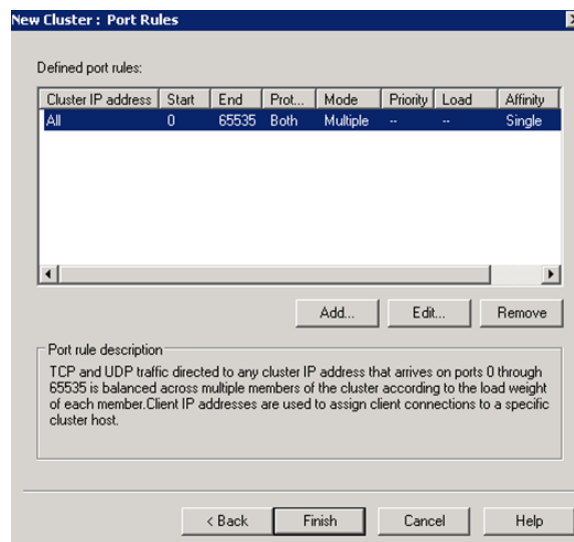 New Cluster : Port Rules
Defined port rules:
Cluster IP address Start End Prot... Mode Priority Load Affinity
All 0 65535 Both Multiple -- -- Single
Add... Edit... Remove
Port rule description
TCP and UDP traffic directed to any cluster IP address that arrives on ports 0 through
65535 is balanced across multiple members of the cluster according to the load weight
of each member.Client IP addresses are used to assign client connections to a specific
cluster host.
< Back Finish Cancel Help